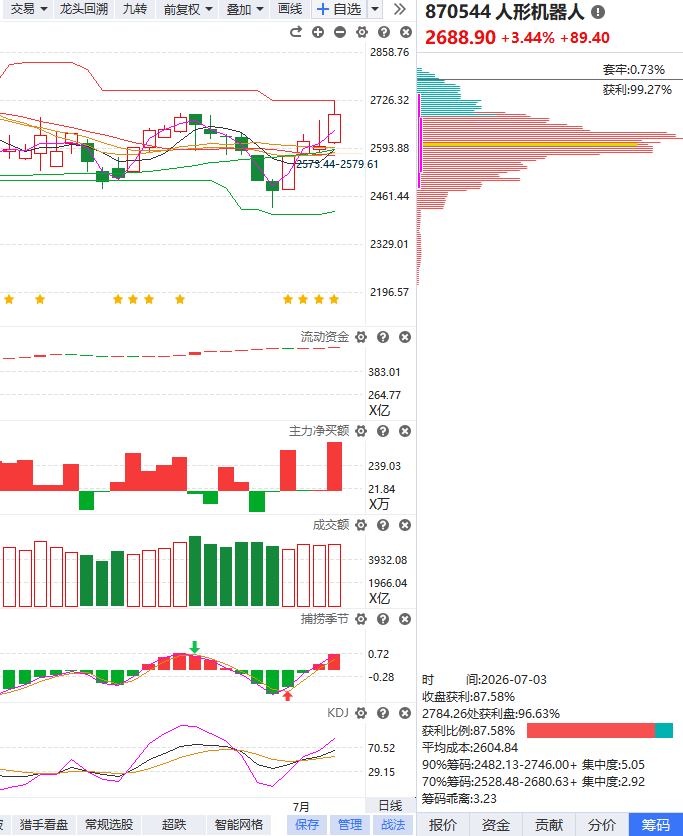 交易 龙头回溯 九转 前复权 叠加 画线 + 自选
870544 人形机器人
2688.90 +3.44% +89.40
2858.76
套牢:0.73%
获利:99.27%
2726.32
2593.88
2573.44-2579.61
2461.44
2329.01
2196.57
流动资金
383.01
264.77
X亿
主力净买额
239.03
21.84
X万
成交额
3932.08
1966.04
X亿
捕捞季节
0.72
-0.28
KDJ
70.52
29.15
7月 日线
时 间:2026-07-03
收盘获利:87.58%
2784.26处获利盘:96.63%
获利比例:87.58%
平均成本:2604.84
90%筹码:2482.13-2746.00+ 集中度:5.05
70%筹码:2528.48-2680.63+ 集中度:2.92
筹码乖离:3.23
猎手看盘 常规选股 超跌 智能网格 保存 管理 战法
报价 资金 贡献 分价 筹码